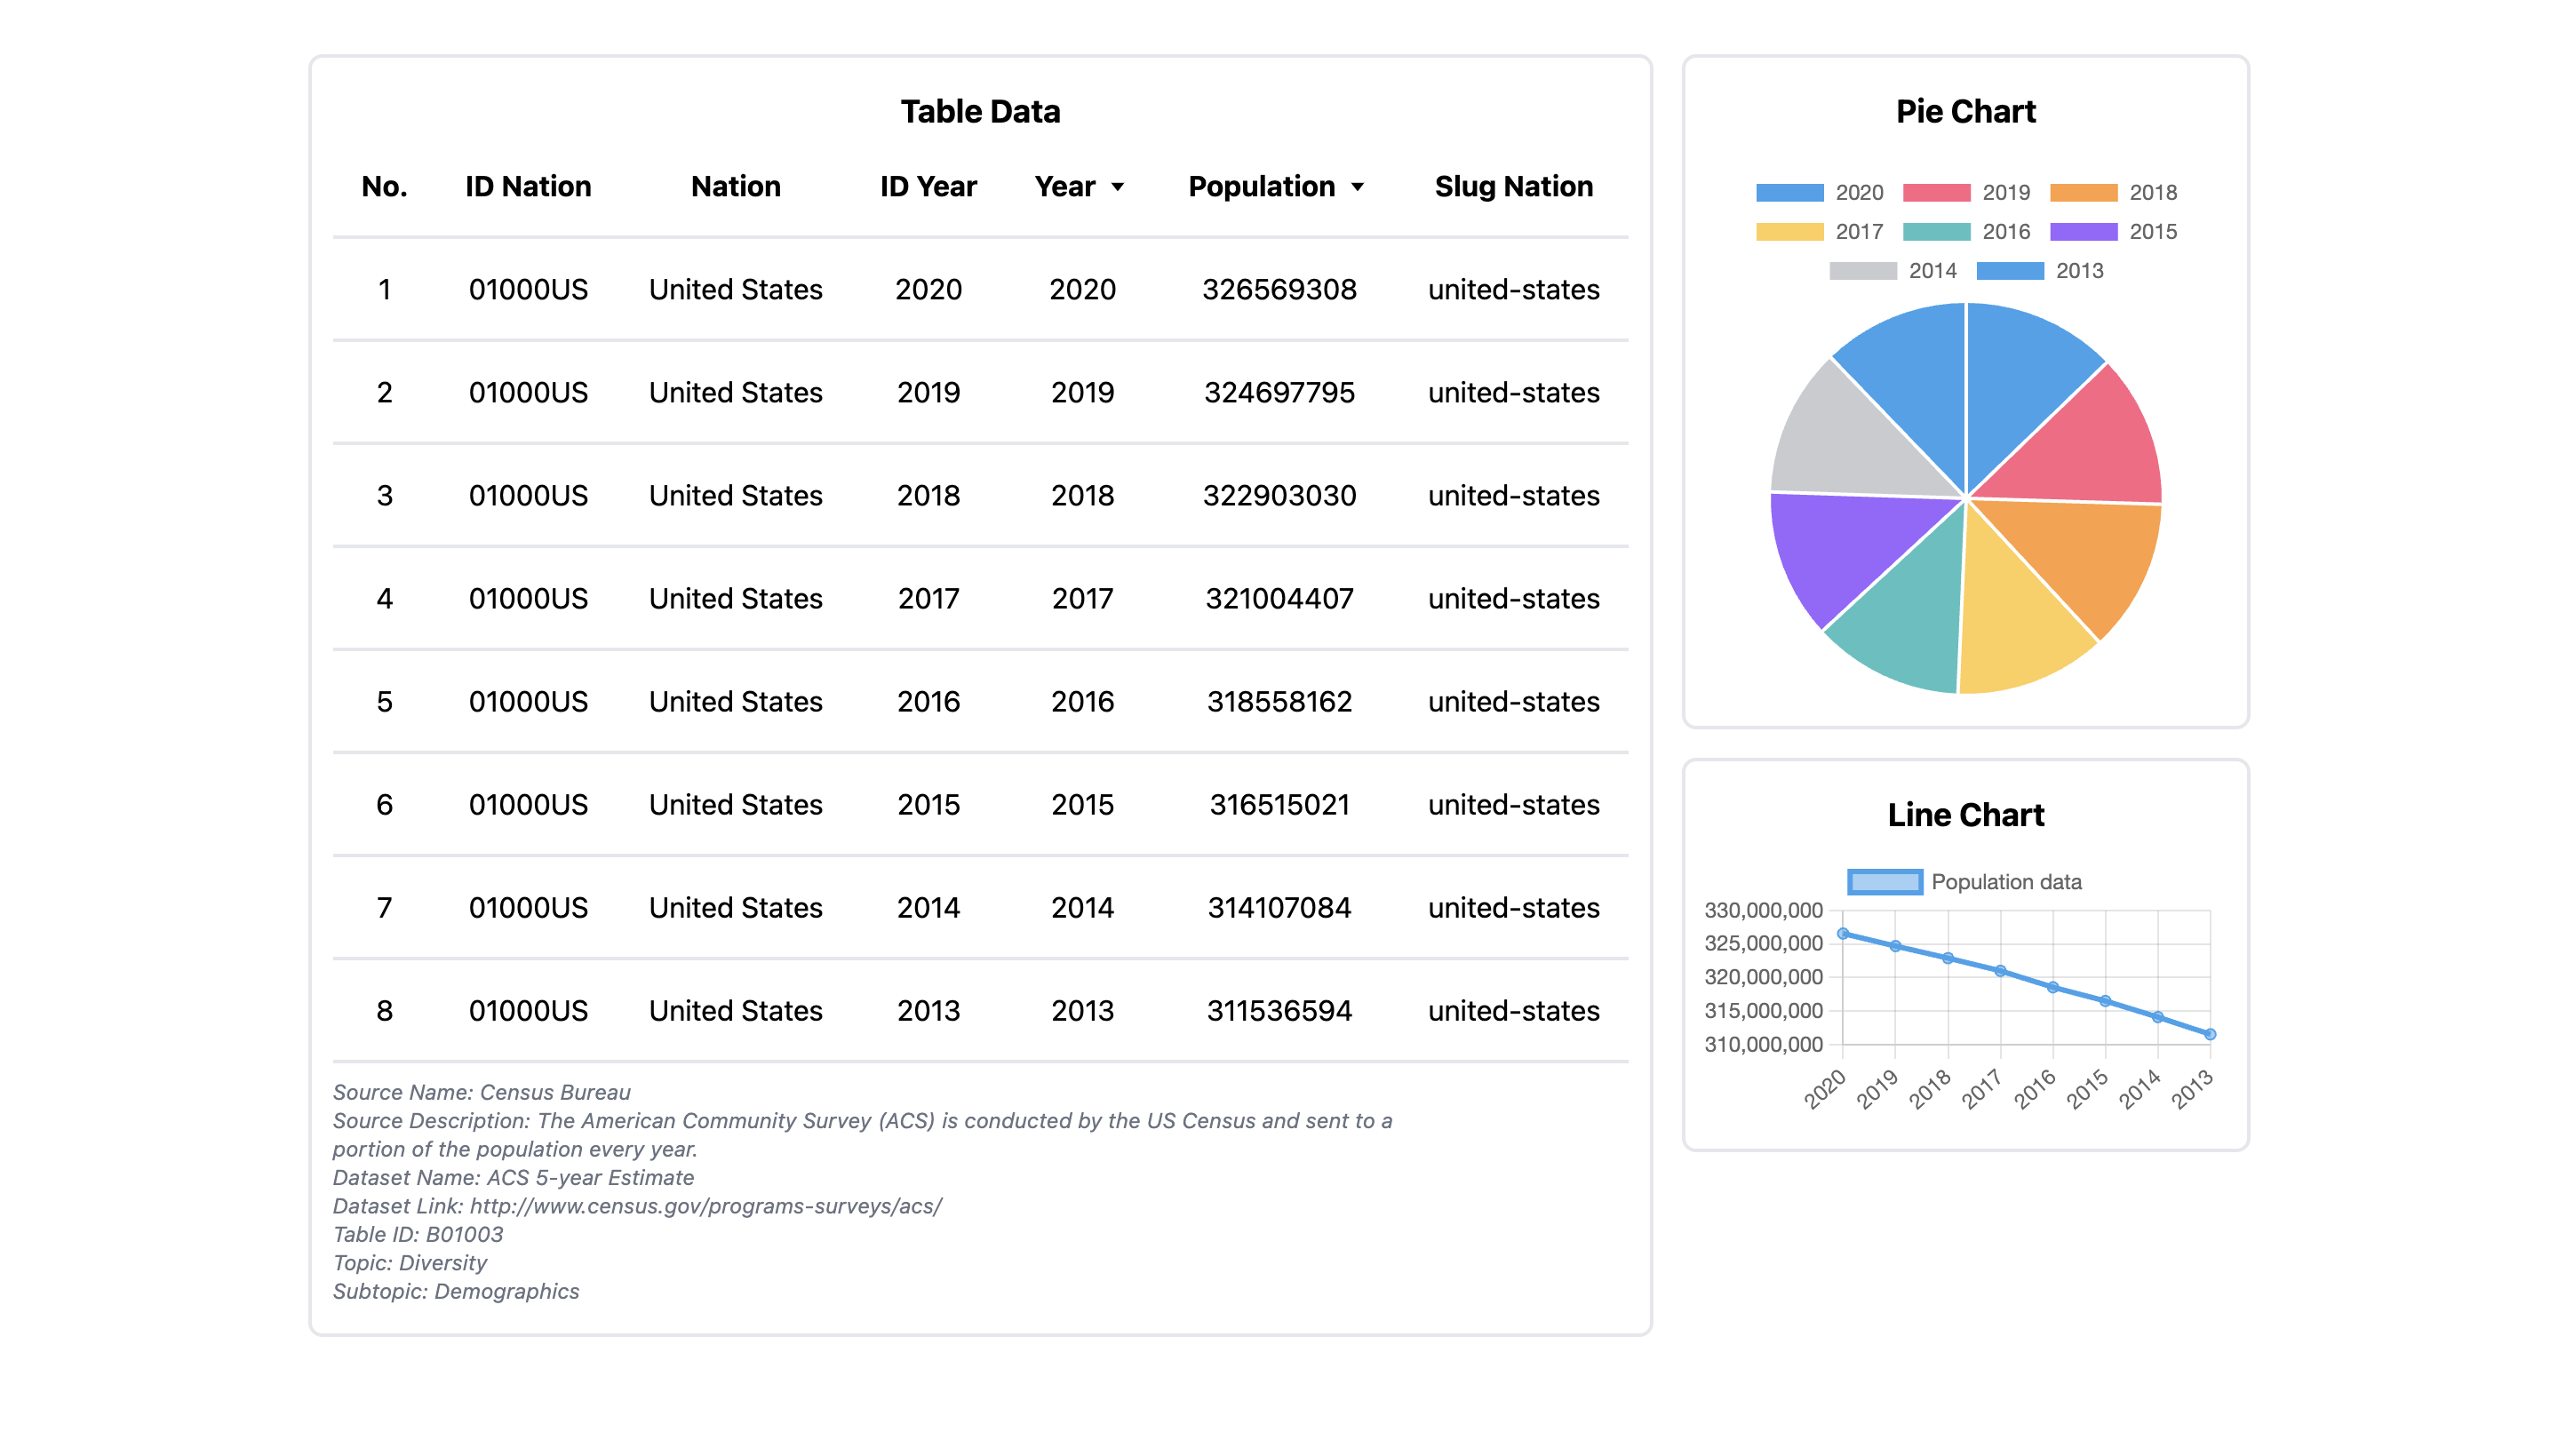 Table Data
No. ID Nation Nation ID Year Year Population Slug Nation
1 01000US United States 2020 2020 326569308 united-states
2 01000US United States 2019 2019 324697795 united-states
3 01000US United States 2018 2018 322903030 united-states
4 01000US United States 2017 2017 321004407 united-states
5 01000US United States 2016 2016 318558162 united-states
6 01000US United States 2015 2015 316515021 united-states
7 01000US United States 2014 2014 314107084 united-states
8 01000US United States 2013 2013 311536594 united-states
Source Name: Census Bureau
Source Description: The American Community Survey (ACS) is conducted by the US Census and sent to a
portion of the population every year.
Dataset Name: ACS 5-year Estimate
Dataset Link: http://www.census.gov/programs-surveys/acs/
Table ID: B01003
Topic: Diversity
Subtopic: Demographics
Pie Chart
2020 2019 2018
2017 2016 2015
2014 2013
Line Chart
Population data
330,000,000
325,000,000
320,000,000
315,000,000
310,000,000
2020 2019 2018 2017 2016 2015 2014 2013